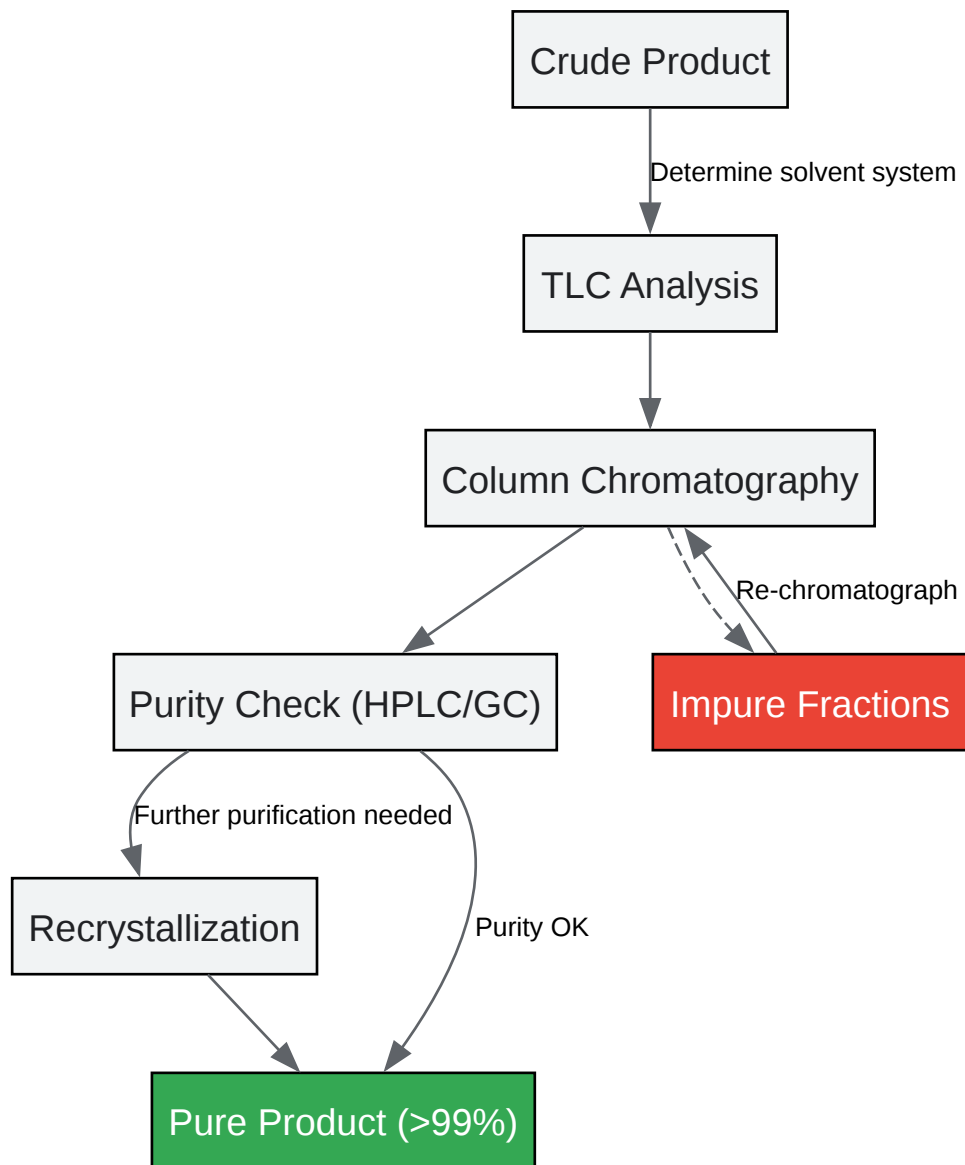 Crude Product
Determine solvent system
TLC Analysis
Column Chromatography
Re-chromatograph
Purity Check (HPLC/GC)
Impure Fractions
Further purification needed
Recrystallization
Purity OK
Pure Product (>99%)